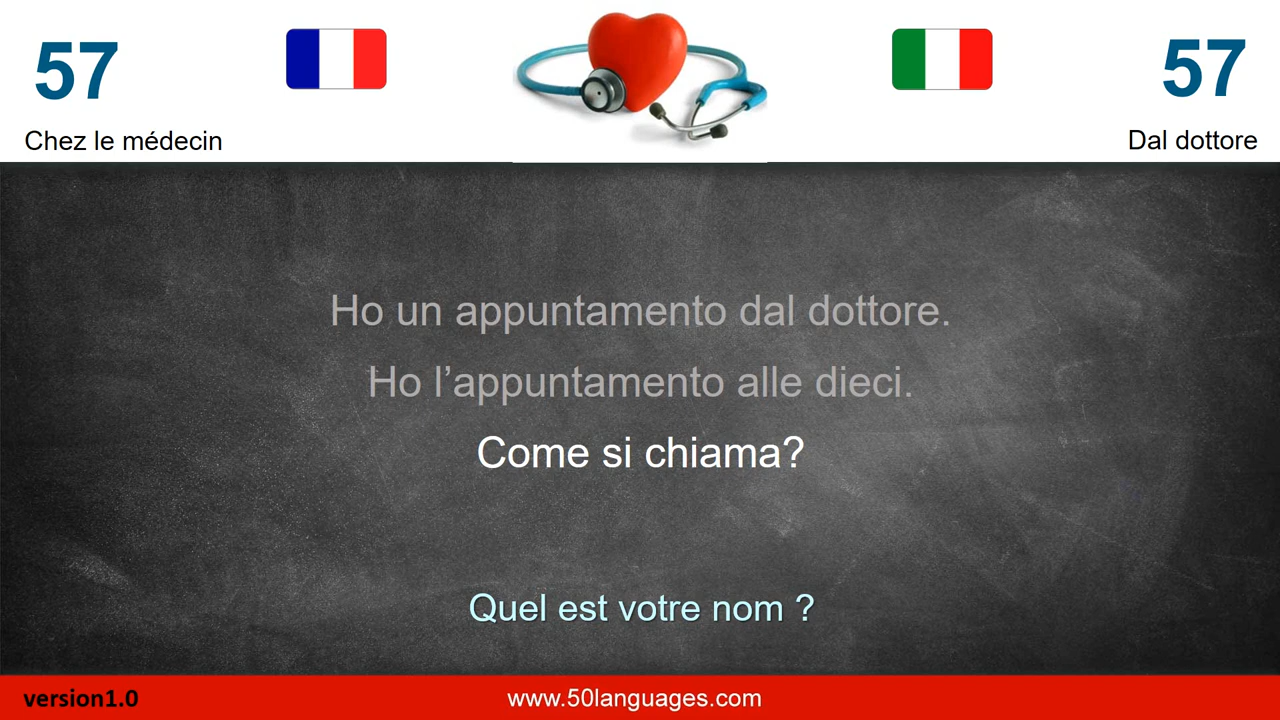 57
57
Chez le médecin
Dal dottore
Ho un appuntamento dal dottore.
Ho l’appuntamento alle dieci.
Come si chiama?
Quel est votre nom ?
version1.0
www.50languages.com